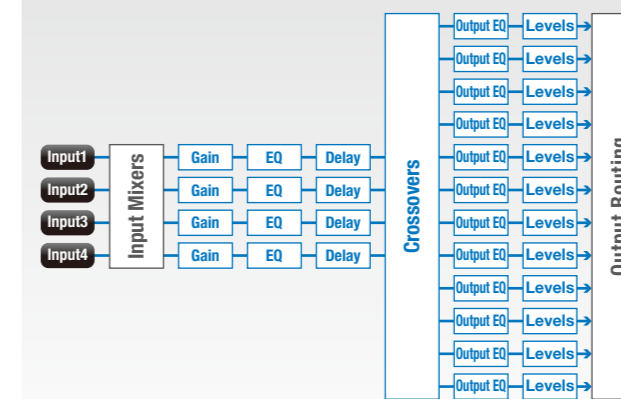 Output EQ Levels
Output EQ Levels
Output EQ Levels
Output EQ Levels
Input1 Gain EQ Delay Output EQ Levels
Input2 Gain EQ Delay Output EQ Levels
Input3 Gain EQ Delay Output EQ Levels
Input4 Gain EQ Delay Output EQ Levels
Output EQ Levels
Output EQ Levels
Output EQ Levels
Output EQ Levels
Input Mixers
Crossovers
Output Routing